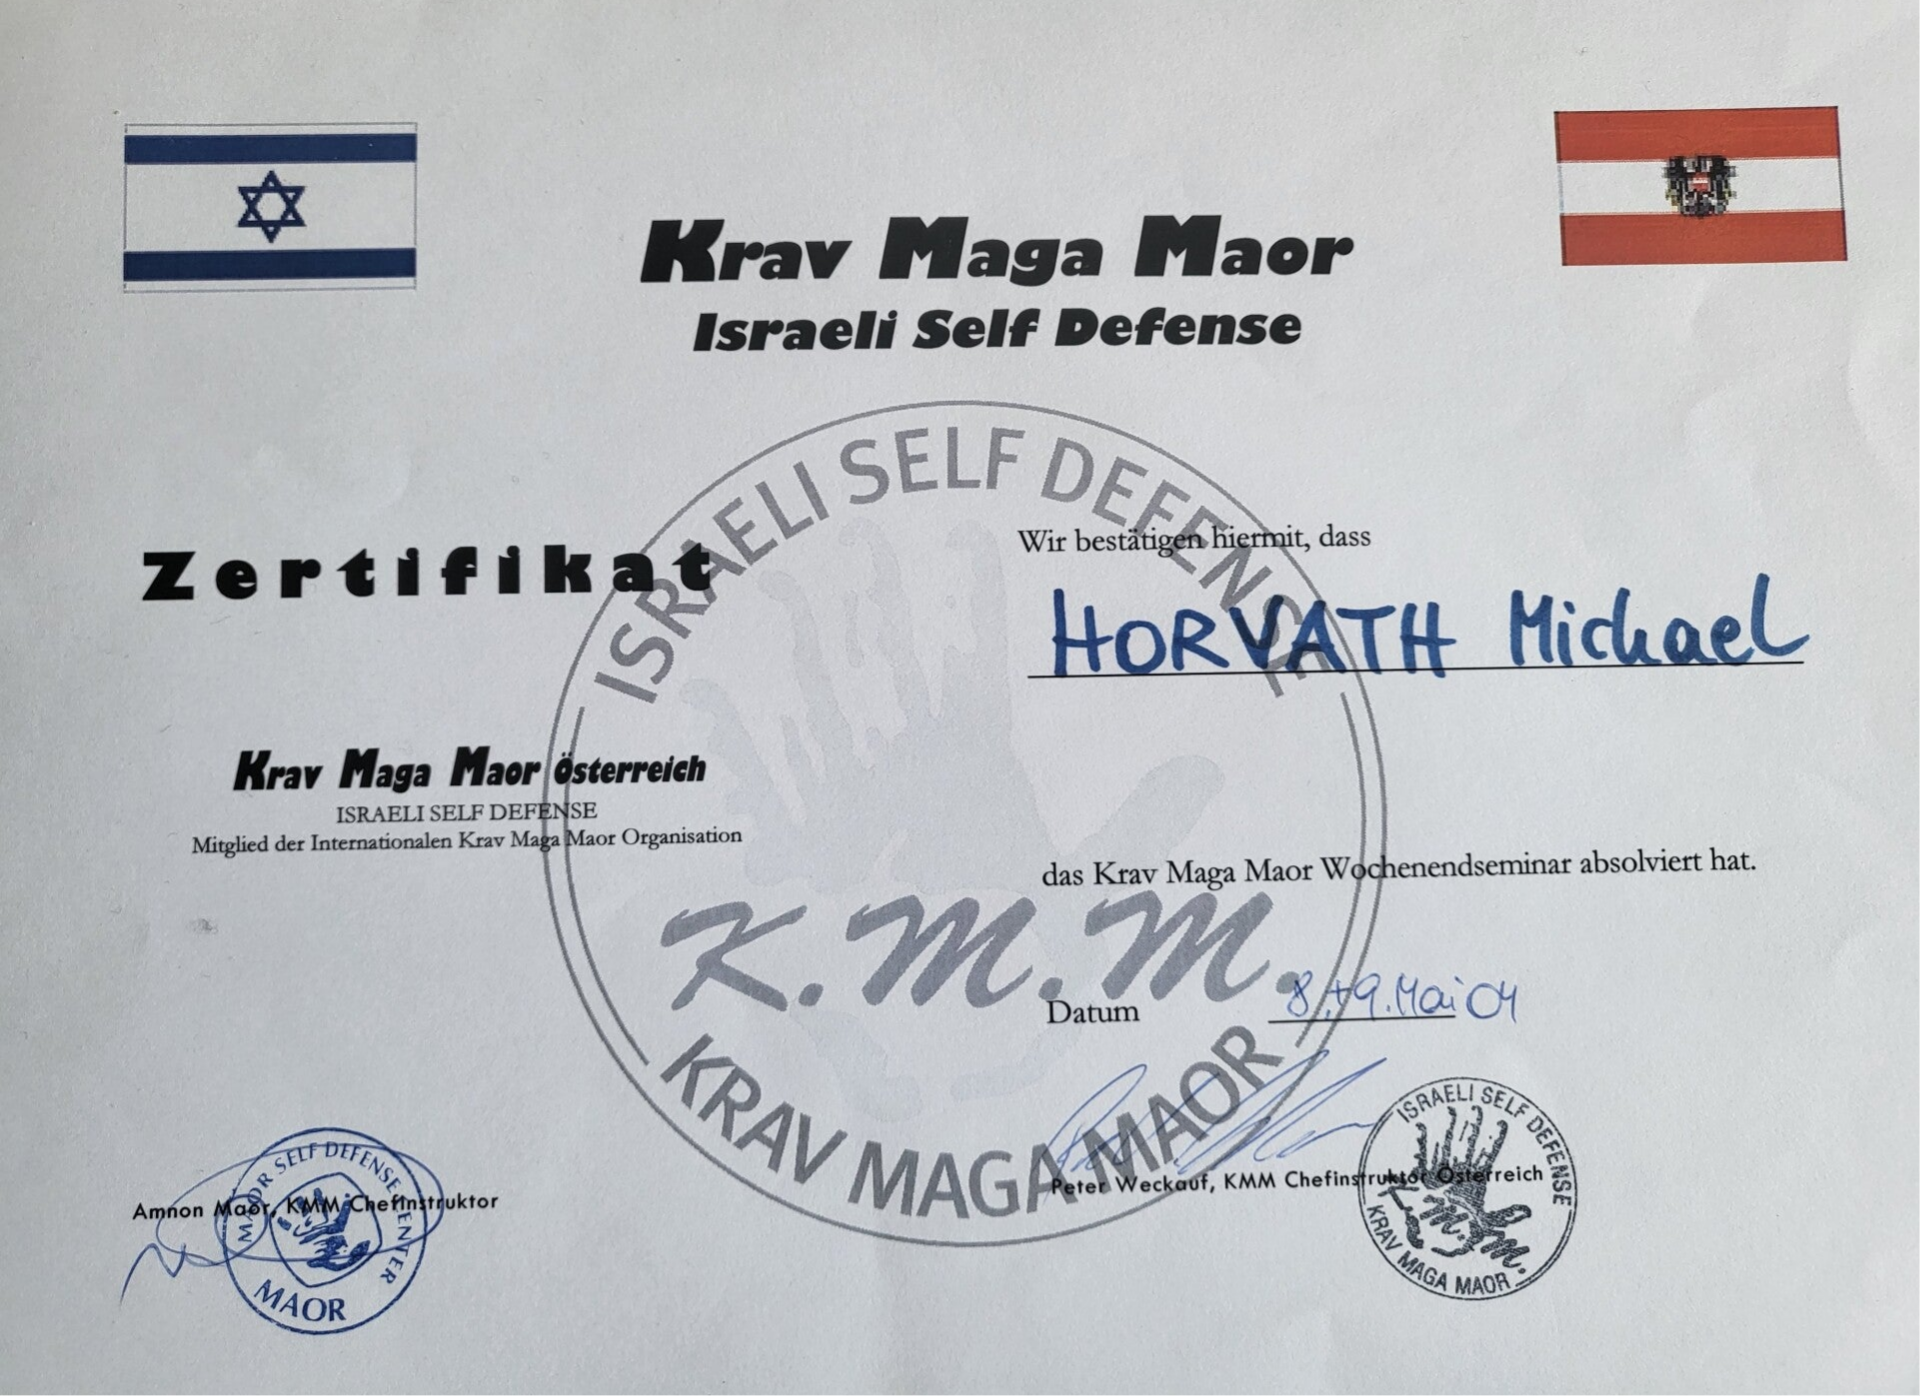 Krav Maga Maor
Israeli Self Defense
ISRAELI SELF DEFENSE
Zertifikat
Wir bestätigen hiermit, dass
HORVATH Michael
Krav Maga Maor Österreich
ISRAELI SELF DEFENSE
Mitglied der Internationalen Krav Maga Maor Organisation
das Krav Maga Maor Wochenendseminar absolviert hat.
K.M.M.
Datum 8.+9.Mai 04
KRAV MAGA MAOR
Amnon Maor, KMM Chefinstruktor
MAOR SELF DEFENSE CENTER
MAOR
Peter Weckauf, KMM Chefinstruktor Österreich
ISRAELI SELF DEFENSE
K.M.M.
KRAV MAGA MAOR